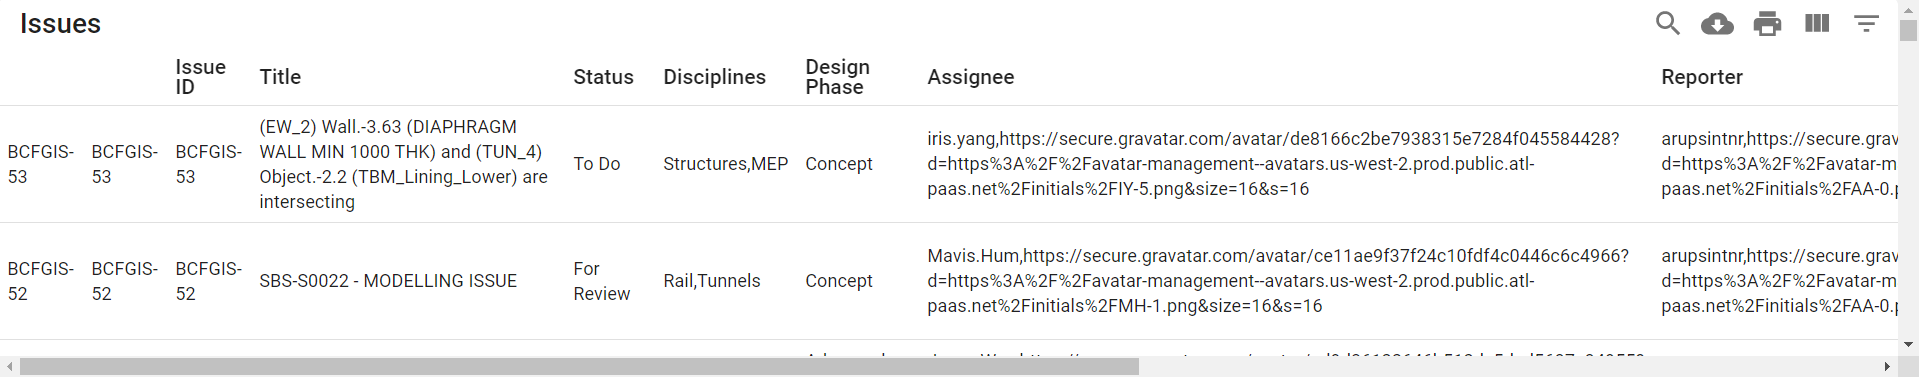 Issues
Issue ID Title Status Disciplines Design Phase Assignee Reporter
BCFGIS-53
BCFGIS-53
BCFGIS-53
(EW_2) Wall.-3.63 (DIAPHRAGM
WALL MIN 1000 THK) and (TUN_4)
Object.-2.2 (TBM_Lining_Lower) are
intersecting
To Do
Structures,MEP
Concept
iris.yang,https://secure.gravatar.com/avatar/de8166c2be7938315e7284f045584428?
d=https%3A%2F%2Favatar-management--avatars.us-west-2.prod.public.atl-
paas.net%2Finitials%2FIY-5.png&size=16&s=16
arupsintnr,https://secure.grav
d=https%3A%2F%2Favatar-m
paas.net%2Finitials%2FAA-0.p
BCFGIS-52
BCFGIS-52
BCFGIS-52
SBS-S0022 - MODELLING ISSUE
For
Review
Rail,Tunnels
Concept
Mavis.Hum,https://secure.gravatar.com/avatar/ce11ae9f37f24c10fdf4c0446c6c4966?
d=https%3A%2F%2Favatar-management--avatars.us-west-2.prod.public.atl-
paas.net%2Finitials%2FMH-1.png&size=16&s=16
arupsintnr,https://secure.grav
d=https%3A%2F%2Favatar-m
paas.net%2Finitials%2FAA-0.p